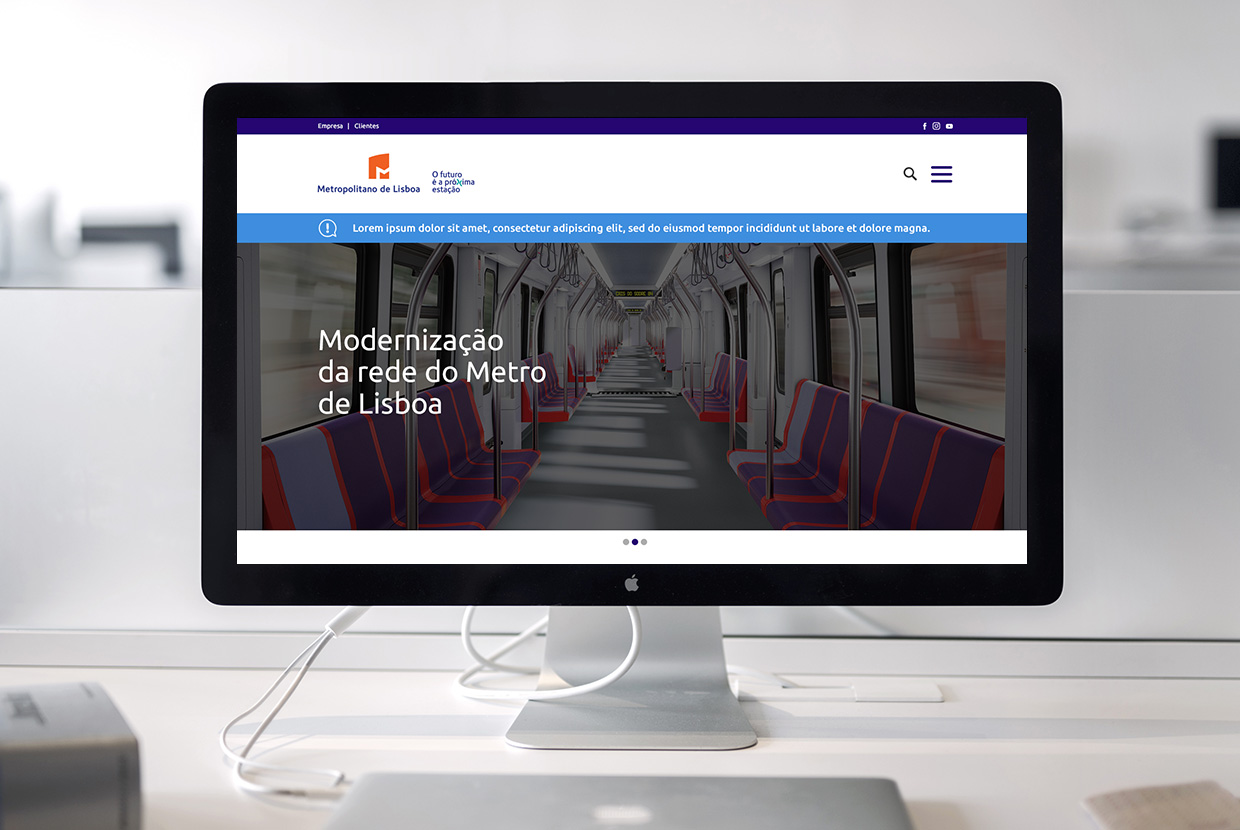 Empresa | Clientes
Metropolitano de Lisboa
O futuro
é a próxima
estação
Lorem ipsum dolor sit amet, consectetur adipiscing elit, sed do eiusmod tempor incididunt ut labore et dolore magna.
Modernização
da rede do Metro
de Lisboa